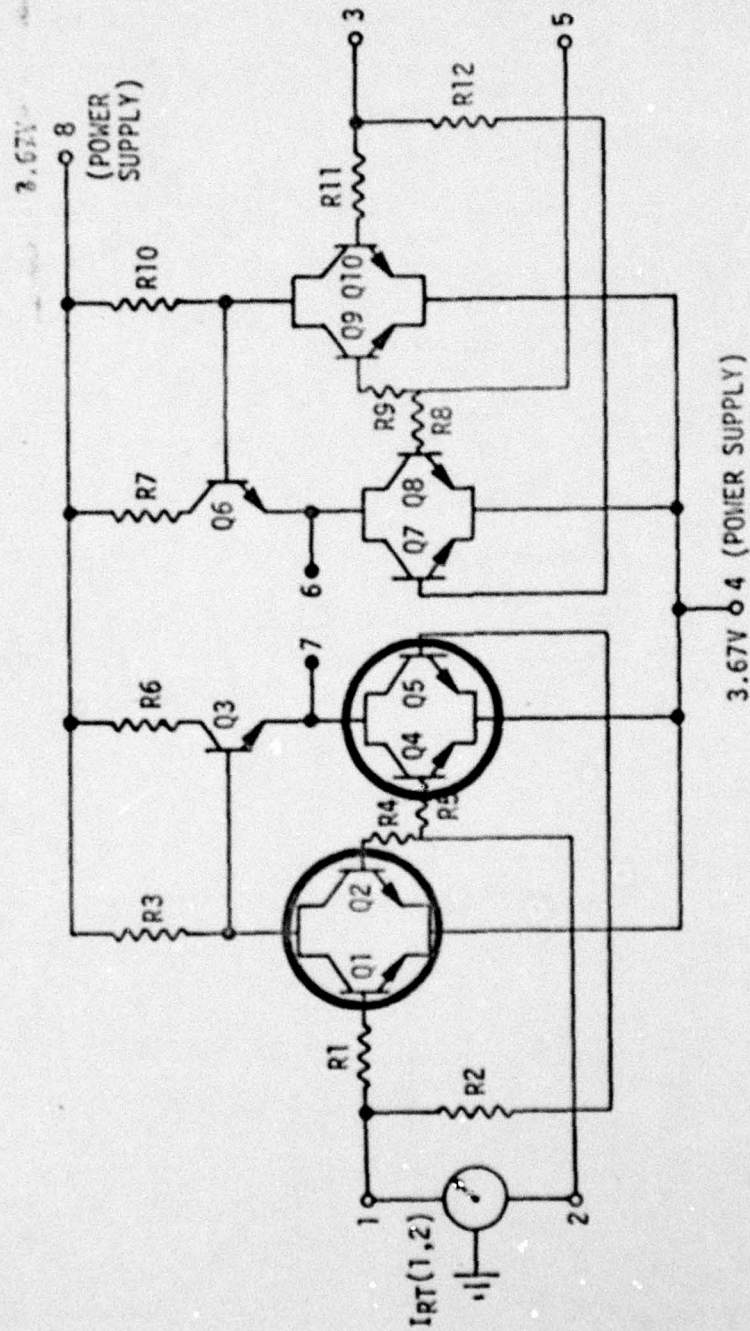 3.67V
8
(POWER
SUPPLY)
R3
R6
R7
R10
Q3
Q6
7
6
3
5
R1
R2
R4
R5
Q1
Q2
Q4
Q5
Q7
Q8
R8
R9
Q9
Q10
R11
R12
1
2
IRT(1,2)
3.67V
4 (POWER SUPPLY)